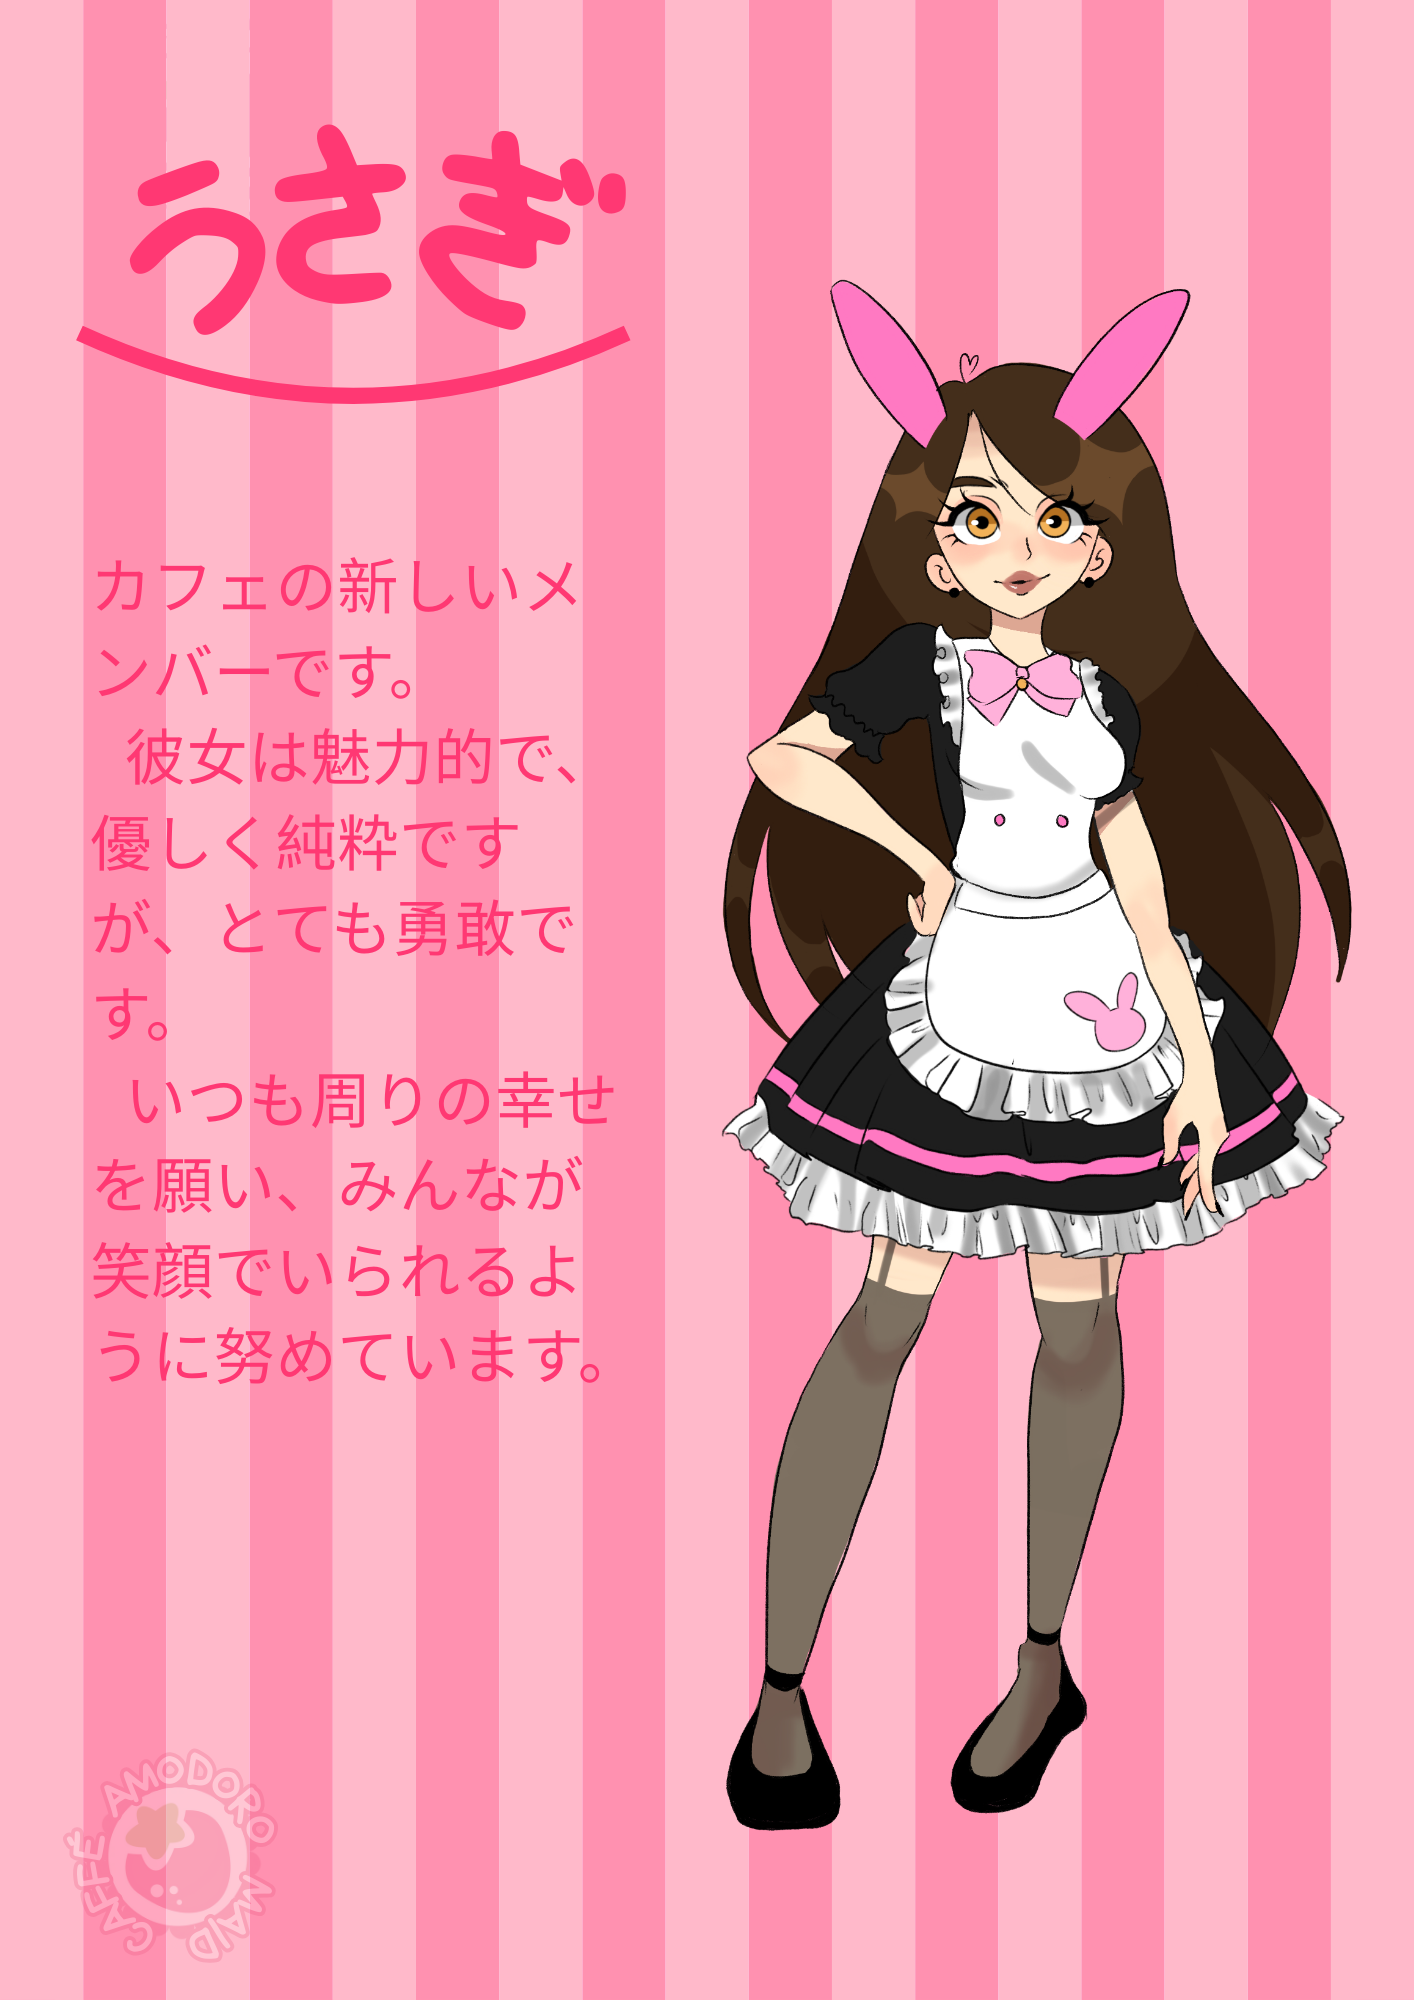 うさぎ
カフェの新しいメ
ンバーです。
彼女は魅力的で、
優しく純粋です
が、とても勇敢で
す。
いつも周りの幸せ
を願い、みんなが
笑顔でいられるよ
うに努めています。
AMODORO MAID CAFFÉ